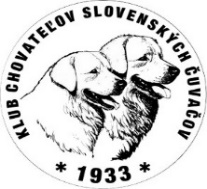 KLUB CHOVATEĽOV SLOVENSKÝCH ČUVAČOV
* 1933 *